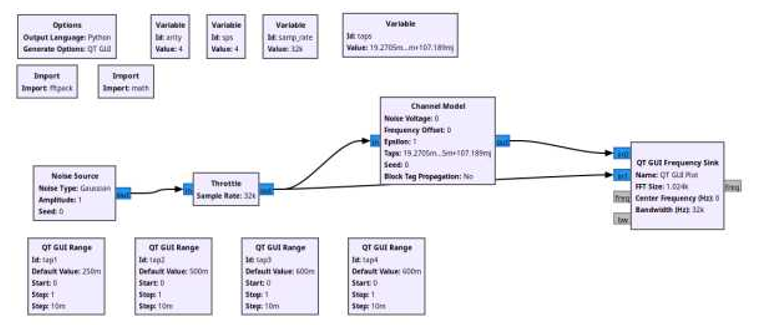 Options
Output Language: Python
Generate Options: QT GUI
Variable
Id: arity
Value: 4
Variable
Id: sps
Value: 4
Variable
Id: samp_rate
Value: 32k
Variable
Id: taps
Value: 19.2705m...m+107.189mj
Import
Import: fftpack
Import
Import: math
Channel Model
Noise Voltage: 0
Frequency Offset: 0
Epsilon: 1
Taps: 19.2705m...5m+107.189mj
Seed: 0
Block Tag Propagation: No
in
out
Noise Source
Noise Type: Gaussian
Amplitude: 1
Seed: 0
out
Throttle
Sample Rate: 32k
in
out
QT GUI Frequency Sink
Name: QT GUI Plot
FFT Size: 1.024k
Center Frequency (Hz): 0
Bandwidth (Hz): 32k
in0
in1
freq
bw
freq
QT GUI Range
Id: tap1
Default Value: 250m
Start: 0
Stop: 1
Step: 10m
QT GUI Range
Id: tap2
Default Value: 500m
Start: 0
Stop: 1
Step: 10m
QT GUI Range
Id: tap3
Default Value: 600m
Start: 0
Stop: 1
Step: 10m
QT GUI Range
Id: tap4
Default Value: 600m
Start: 0
Stop: 1
Step: 10m